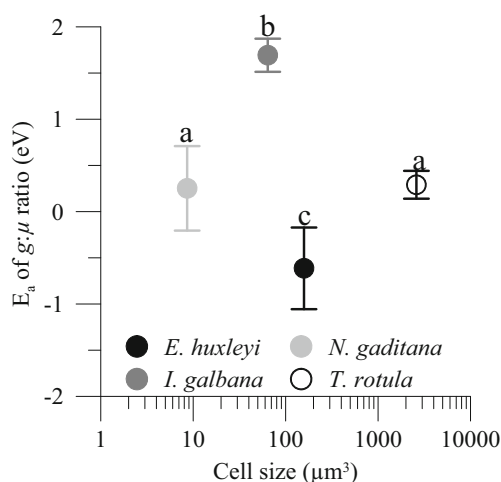 2
b
a
a
1
0
c
-1
E. huxleyi
N. gaditana
I. galbana
T. rotula
-2
1
10
100
1000
10000
Cell size (μm³)
Eₐ of g:μ ratio (eV)